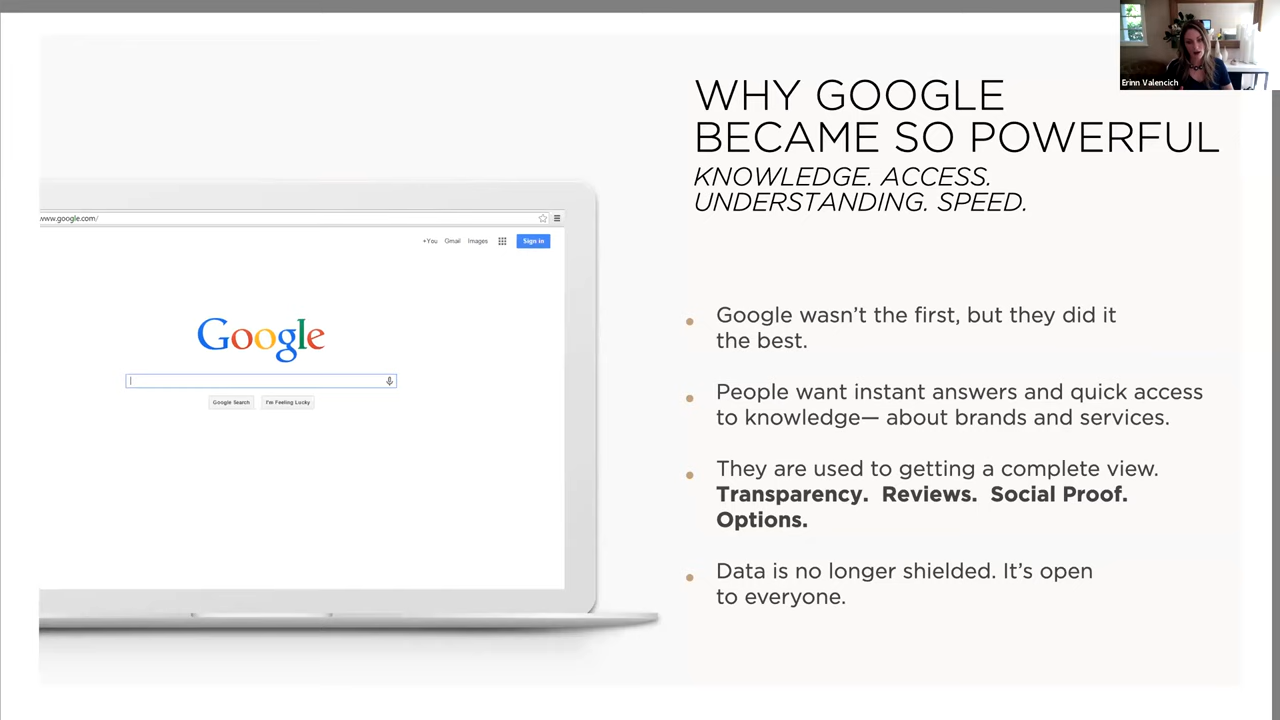 WHY GOOGLE
BECAME SO POWERFUL
KNOWLEDGE. ACCESS.
UNDERSTANDING. SPEED.
Erinn Valencich
www.google.com/
+You Gmail Images Sign in
Google
Google Search I'm Feeling Lucky
Google wasn’t the first, but they did it
the best.
People want instant answers and quick access
to knowledge— about brands and services.
They are used to getting a complete view.
Transparency. Reviews. Social Proof.
Options.
Data is no longer shielded. It’s open
to everyone.